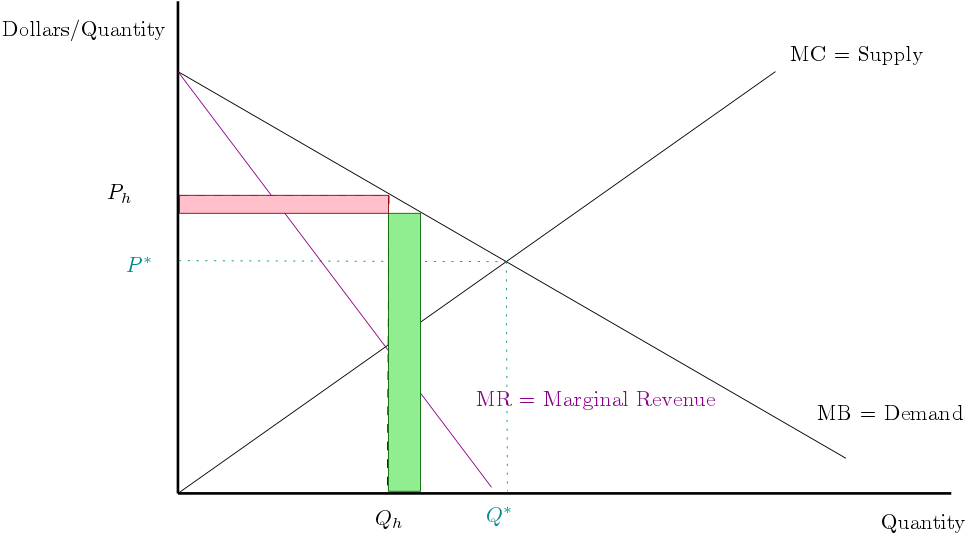 Dollars/Quantity
MC = Supply
P_h
P*
MR = Marginal Revenue
MB = Demand
Q_h
Q*
Quantity